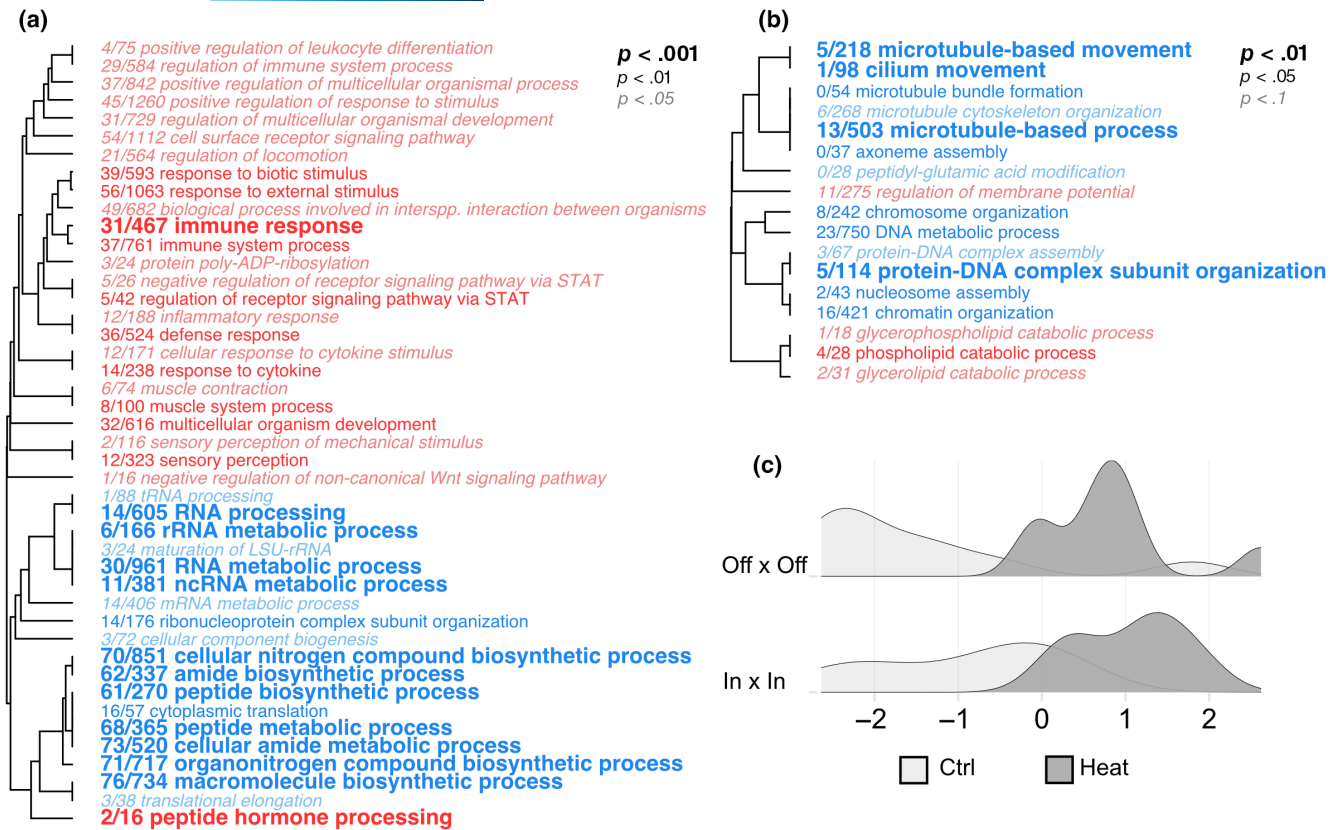 (a)
4/75 positive regulation of leukocyte differentiation
29/584 regulation of immune system process
37/842 positive regulation of multicellular organismal process
45/1260 positive regulation of response to stimulus
31/729 regulation of multicellular organismal development
54/1112 cell surface receptor signaling pathway
21/564 regulation of locomotion
39/593 response to biotic stimulus
56/1063 response to external stimulus
49/682 biological process involved in interspp. interaction between organisms
31/467 immune response
37/761 immune system process
3/24 protein poly-ADP-ribosylation
5/26 negative regulation of receptor signaling pathway via STAT
5/42 regulation of receptor signaling pathway via STAT
12/188 inflammatory response
36/524 defense response
12/171 cellular response to cytokine stimulus
14/238 response to cytokine
6/74 muscle contraction
8/100 muscle system process
32/616 multicellular organism development
2/116 sensory perception of mechanical stimulus
12/323 sensory perception
1/16 negative regulation of non-canonical Wnt signaling pathway
1/88 tRNA processing
14/605 RNA processing
6/166 rRNA metabolic process
3/24 maturation of LSU-rRNA
30/961 RNA metabolic process
11/381 ncRNA metabolic process
14/406 mRNA metabolic process
14/176 ribonucleoprotein complex subunit organization
3/72 cellular component biogenesis
70/851 cellular nitrogen compound biosynthetic process
62/337 amide biosynthetic process
61/270 peptide biosynthetic process
16/57 cytoplasmic translation
68/365 peptide metabolic process
73/520 cellular amide metabolic process
71/717 organonitrogen compound biosynthetic process
76/734 macromolecule biosynthetic process
3/38 translational elongation
2/16 peptide hormone processing
p < .001
p < .01
p < .05
(b)
5/218 microtubule-based movement
1/98 cilium movement
0/54 microtubule bundle formation
6/268 microtubule cytoskeleton organization
13/503 microtubule-based process
0/37 axoneme assembly
0/28 peptidyl-glutamic acid modification
11/275 regulation of membrane potential
8/242 chromosome organization
23/750 DNA metabolic process
3/67 protein-DNA complex assembly
5/114 protein-DNA complex subunit organization
2/43 nucleosome assembly
16/421 chromatin organization
1/18 glycerophospholipid catabolic process
4/28 phospholipid catabolic process
2/31 glycerolipid catabolic process
p < .01
p < .05
p < .1
(c)
Off x Off
In x In
−2 −1 0 1 2
Ctrl Heat